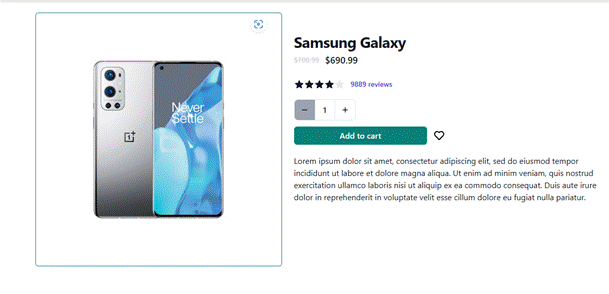 Samsung Galaxy
$700.99 $690.99
9889 reviews
− 1 +
Add to cart
Never
Settle
Lorem ipsum dolor sit amet, consectetur adipiscing elit, sed do eiusmod tempor
incididunt ut labore et dolore magna aliqua. Ut enim ad minim veniam, quis nostrud
exercitation ullamco laboris nisi ut aliquip ex ea commodo consequat. Duis aute irure
dolor in reprehenderit in voluptate velit esse cillum dolore eu fugiat nulla pariatur.